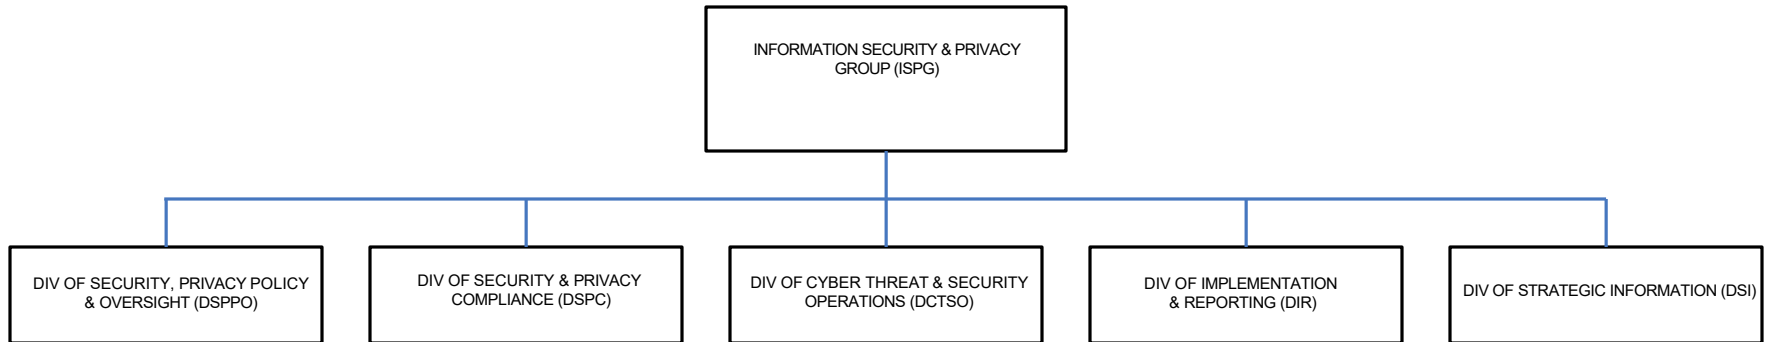 INFORMATION SECURITY & PRIVACY
GROUP (ISPG)
DIV OF SECURITY, PRIVACY POLICY
& OVERSIGHT (DSPPO)
DIV OF SECURITY & PRIVACY
COMPLIANCE (DSPC)
DIV OF CYBER THREAT & SECURITY
OPERATIONS (DCTSO)
DIV OF IMPLEMENTATION
& REPORTING (DIR)
DIV OF STRATEGIC INFORMATION (DSI)